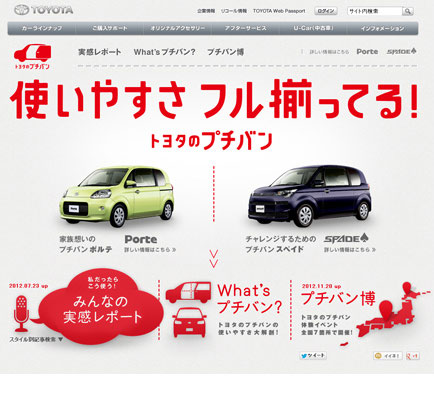 TOYOTA
企業情報 リコール情報 TOYOTA Web Passport ログイン サイト内検索
カーラインナップ ご購入サポート オリジナルアクセサリー アフターサービス U-Car(中古車) インフォメーション
トヨタのプチバン
実感レポート What'sプチバン? プチバン博
詳しい情報はこちら Porte SPADE
使いやすさ フル揃ってる!
トヨタのプチバン
家族想いの
プチバン ポルテ
Porte
詳しい情報はこちら
チャレンジするための
プチバン スペイド
SPADE
詳しい情報はこちら
2012.07.23 up
私だったら
こう使う!
みんなの
実感レポート
スタイル別記事検索
What's
プチバン?
トヨタのプチバンの
使いやすさ大解剖!
2012.11.20 up
プチバン博
トヨタのプチバン
体験イベント
全国7箇所で開催!
ツイート
イイネ!